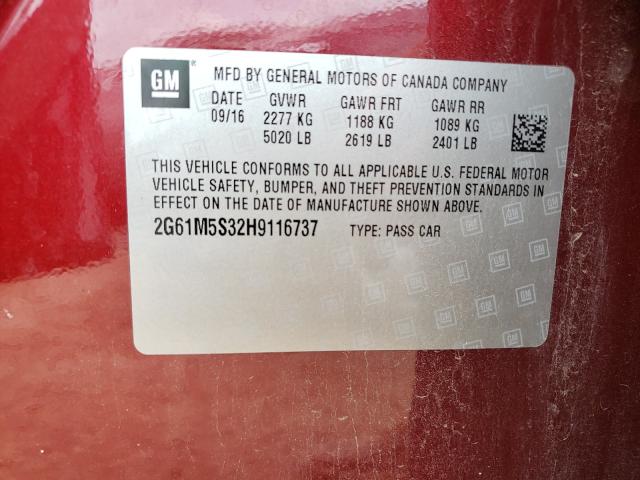 GM MFD BY GENERAL MOTORS OF CANADA COMPANY
DATE GVWR GAWR FRT GAWR RR
09/16 2277 KG 1188 KG 1089 KG
5020 LB 2619 LB 2401 LB
THIS VEHICLE CONFORMS TO ALL APPLICABLE U.S. FEDERAL MOTOR
VEHICLE SAFETY, BUMPER, AND THEFT PREVENTION STANDARDS IN
EFFECT ON THE DATE OF MANUFACTURE SHOWN ABOVE.
2G61M5S32H9116737 TYPE: PASS CAR